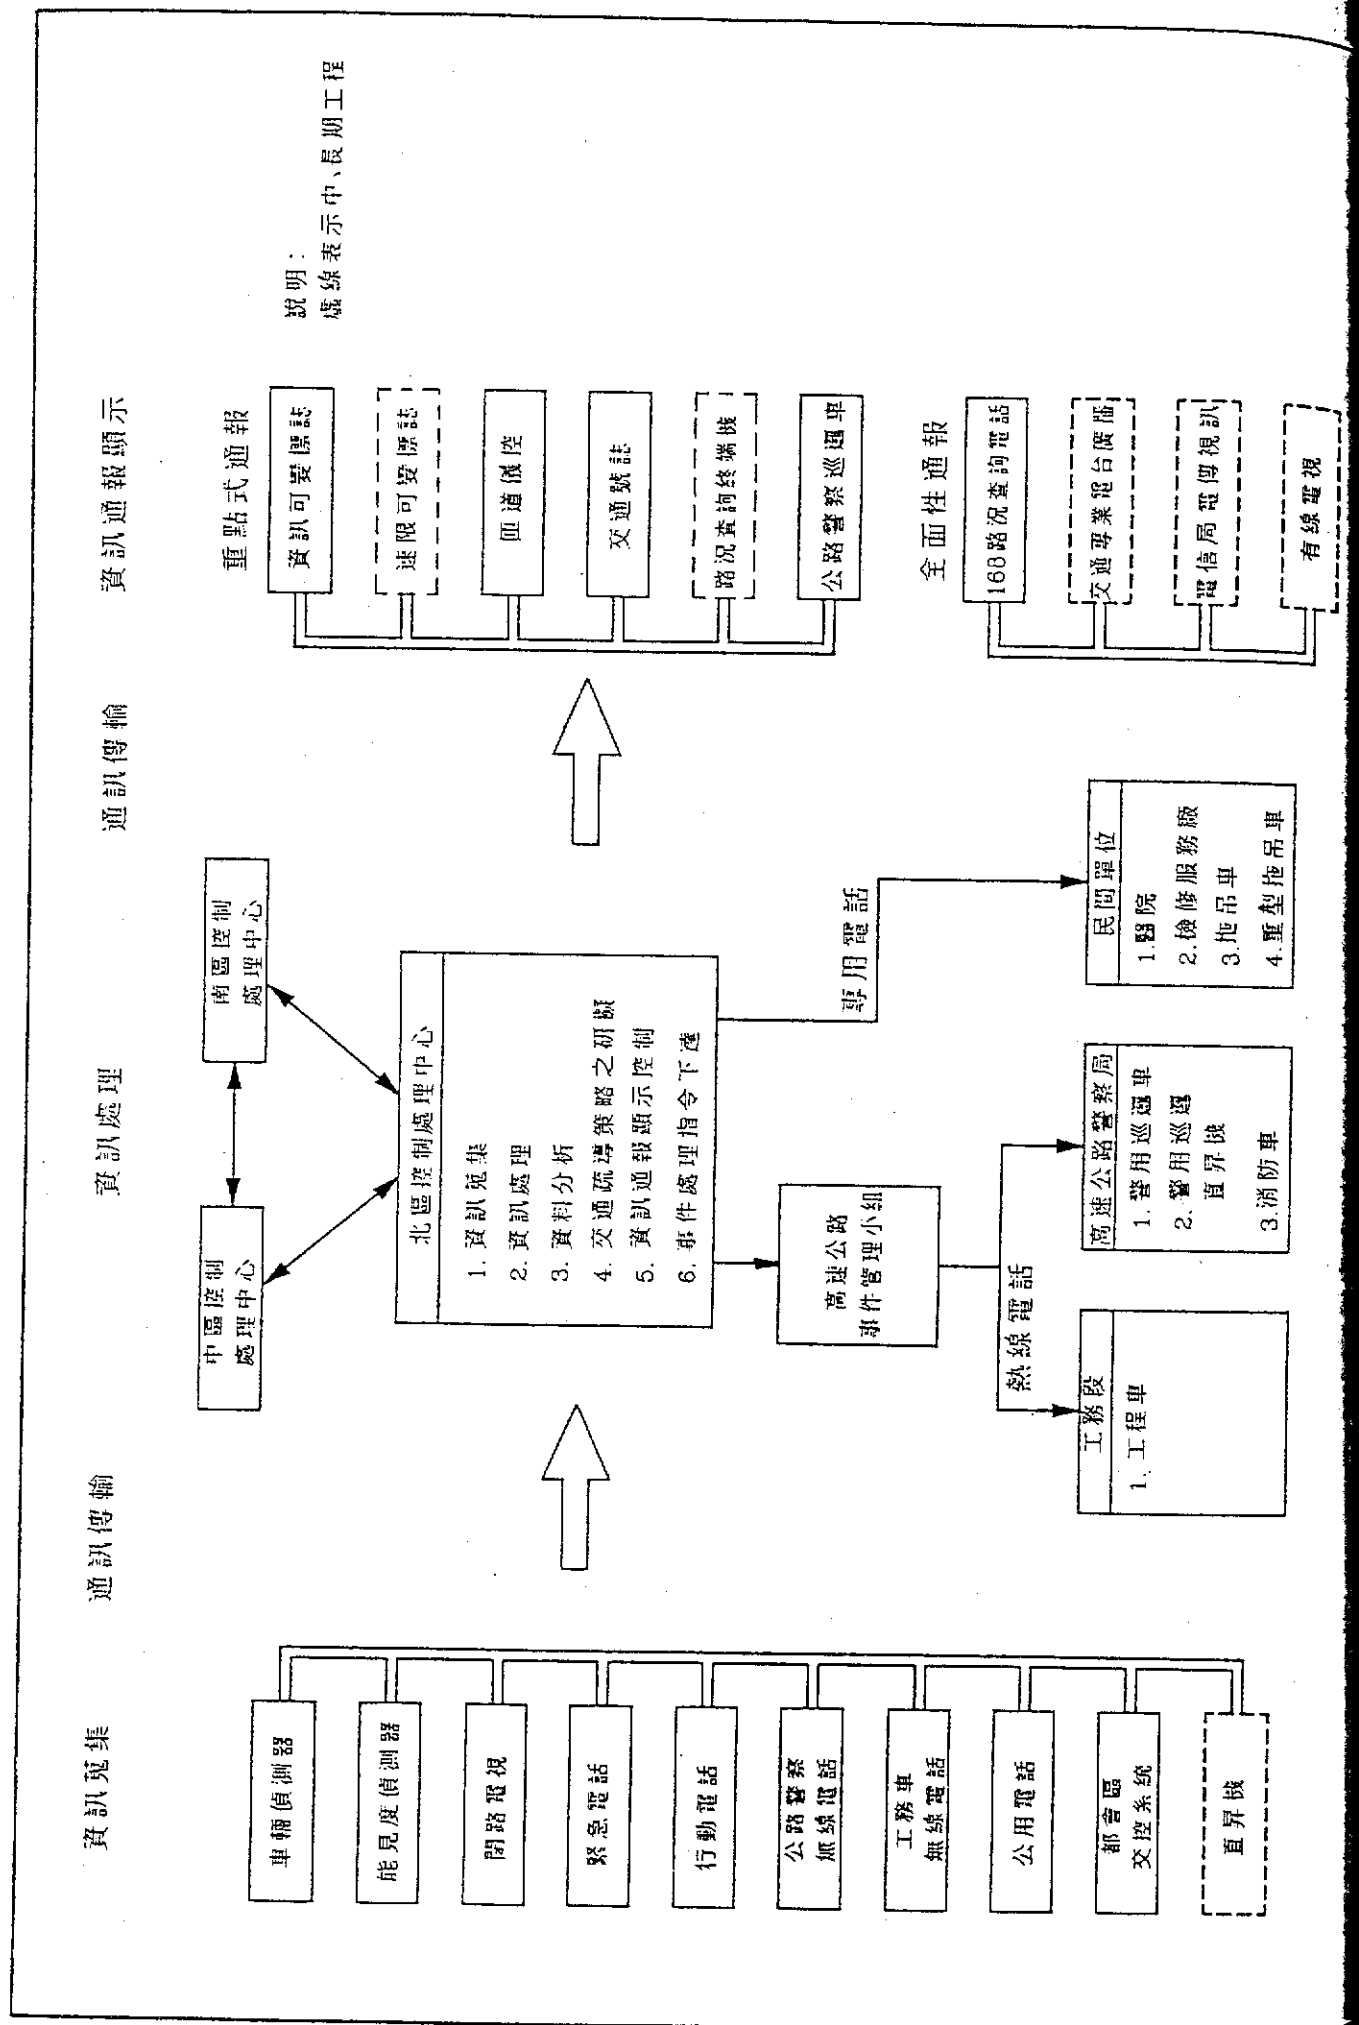 資訊蒐集
通訊傳輸
資訊處理
通訊傳輸
資訊通報顯示
車輛偵測器
能見度偵測器
閉路電視
緊急電話
行動電話
公路警察
無線電話
工務車
無線電話
公用電話
都會區
交控系統
直昇機
中區控制
處理中心
南區控制
處理中心
北區控制處理中心
1. 資訊蒐集
2. 資訊處理
3. 資料分析
4. 交通疏導策略之研擬
5. 資訊通報顯示控制
6. 事件處理指令下達
高速公路
事件管理小組
熱線電話
專用電話
工務段
1. 工程車
高速公路警察局
1. 警用巡邏車
2. 警用巡邏
直昇機
3.消防車
民間單位
1.醫院
2.檢修服務廠
3.拖吊車
4.重型拖吊車
重點式通報
資訊可變標誌
速限可變標誌
匝道儀控
交通號誌
路況查詢終端機
公路警察巡邏車
全面性通報
168路況查詢電話
交通專業電台廣播
電信局電傳視訊
有線電視
說明：
虛線表示中、長期工程